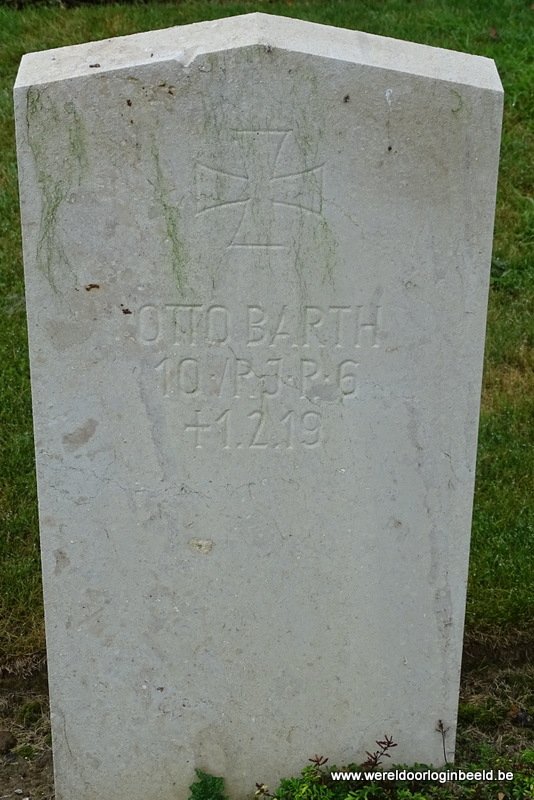 OTTO BARTH
10./R·J·R·6
+1.2.19
www.wereldoorloginbeeld.be